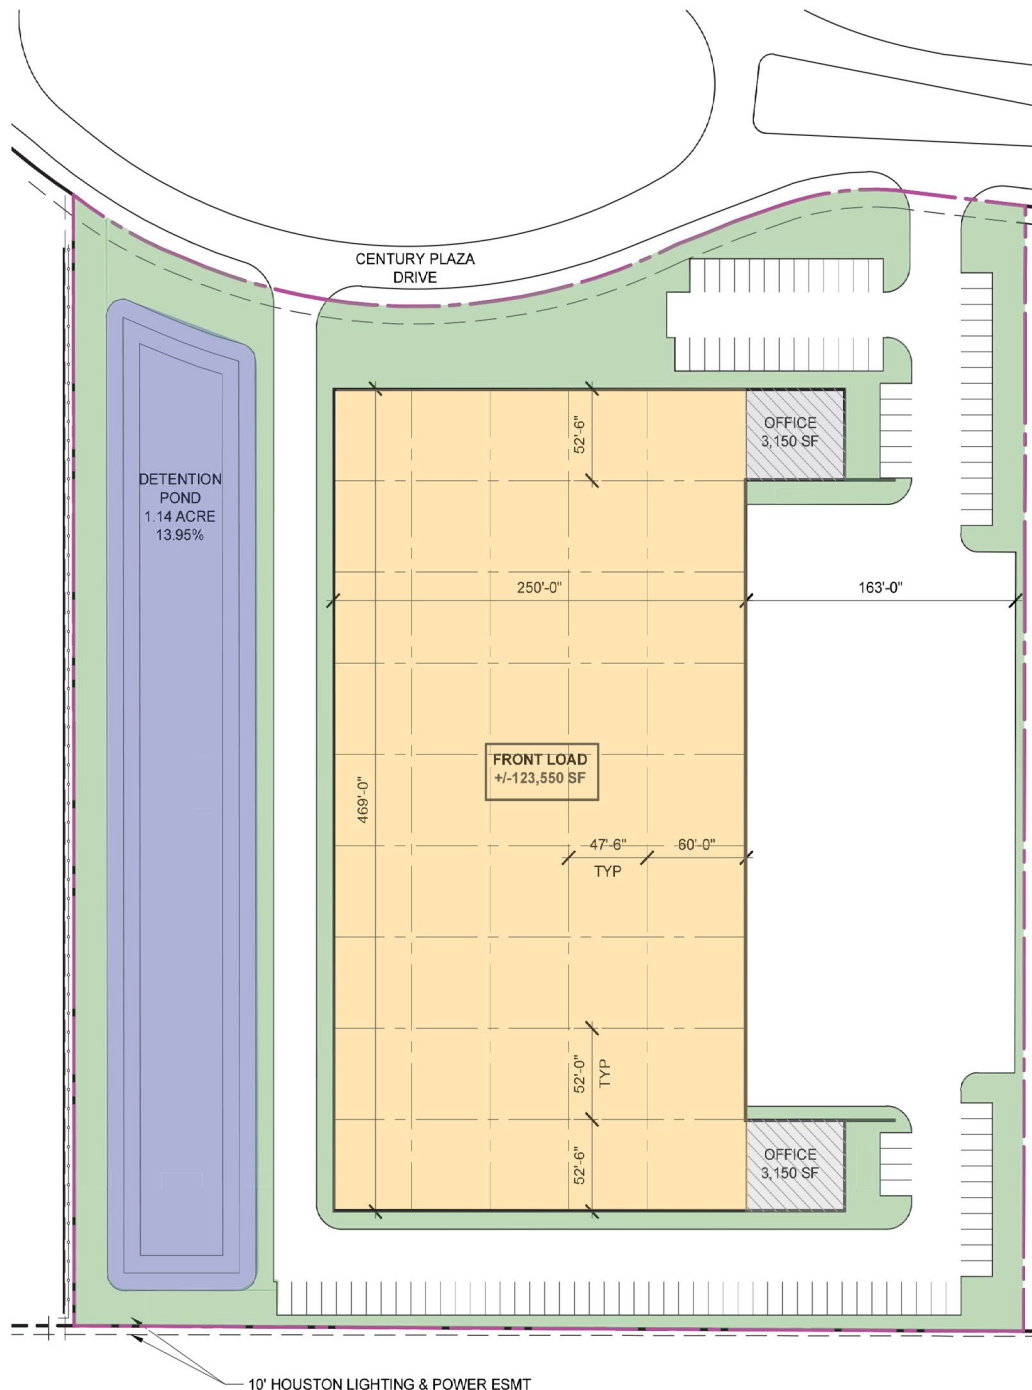 CENTURY PLAZA
DRIVE
52'-6"
OFFICE
3,150 SF
DETENTION
POND
1.14 ACRE
13.95%
250'-0"
163'-0"
FRONT LOAD
+/-123,550 SF
469'-0"
47'-6"
60'-0"
TYP
52'-0"
TYP
52'-6"
OFFICE
3,150 SF
10' HOUSTON LIGHTING & POWER ESMT